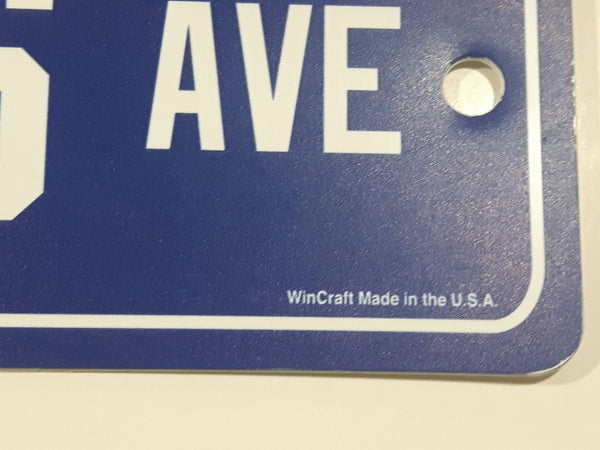 AVE
WinCraft Made in the U.S.A.